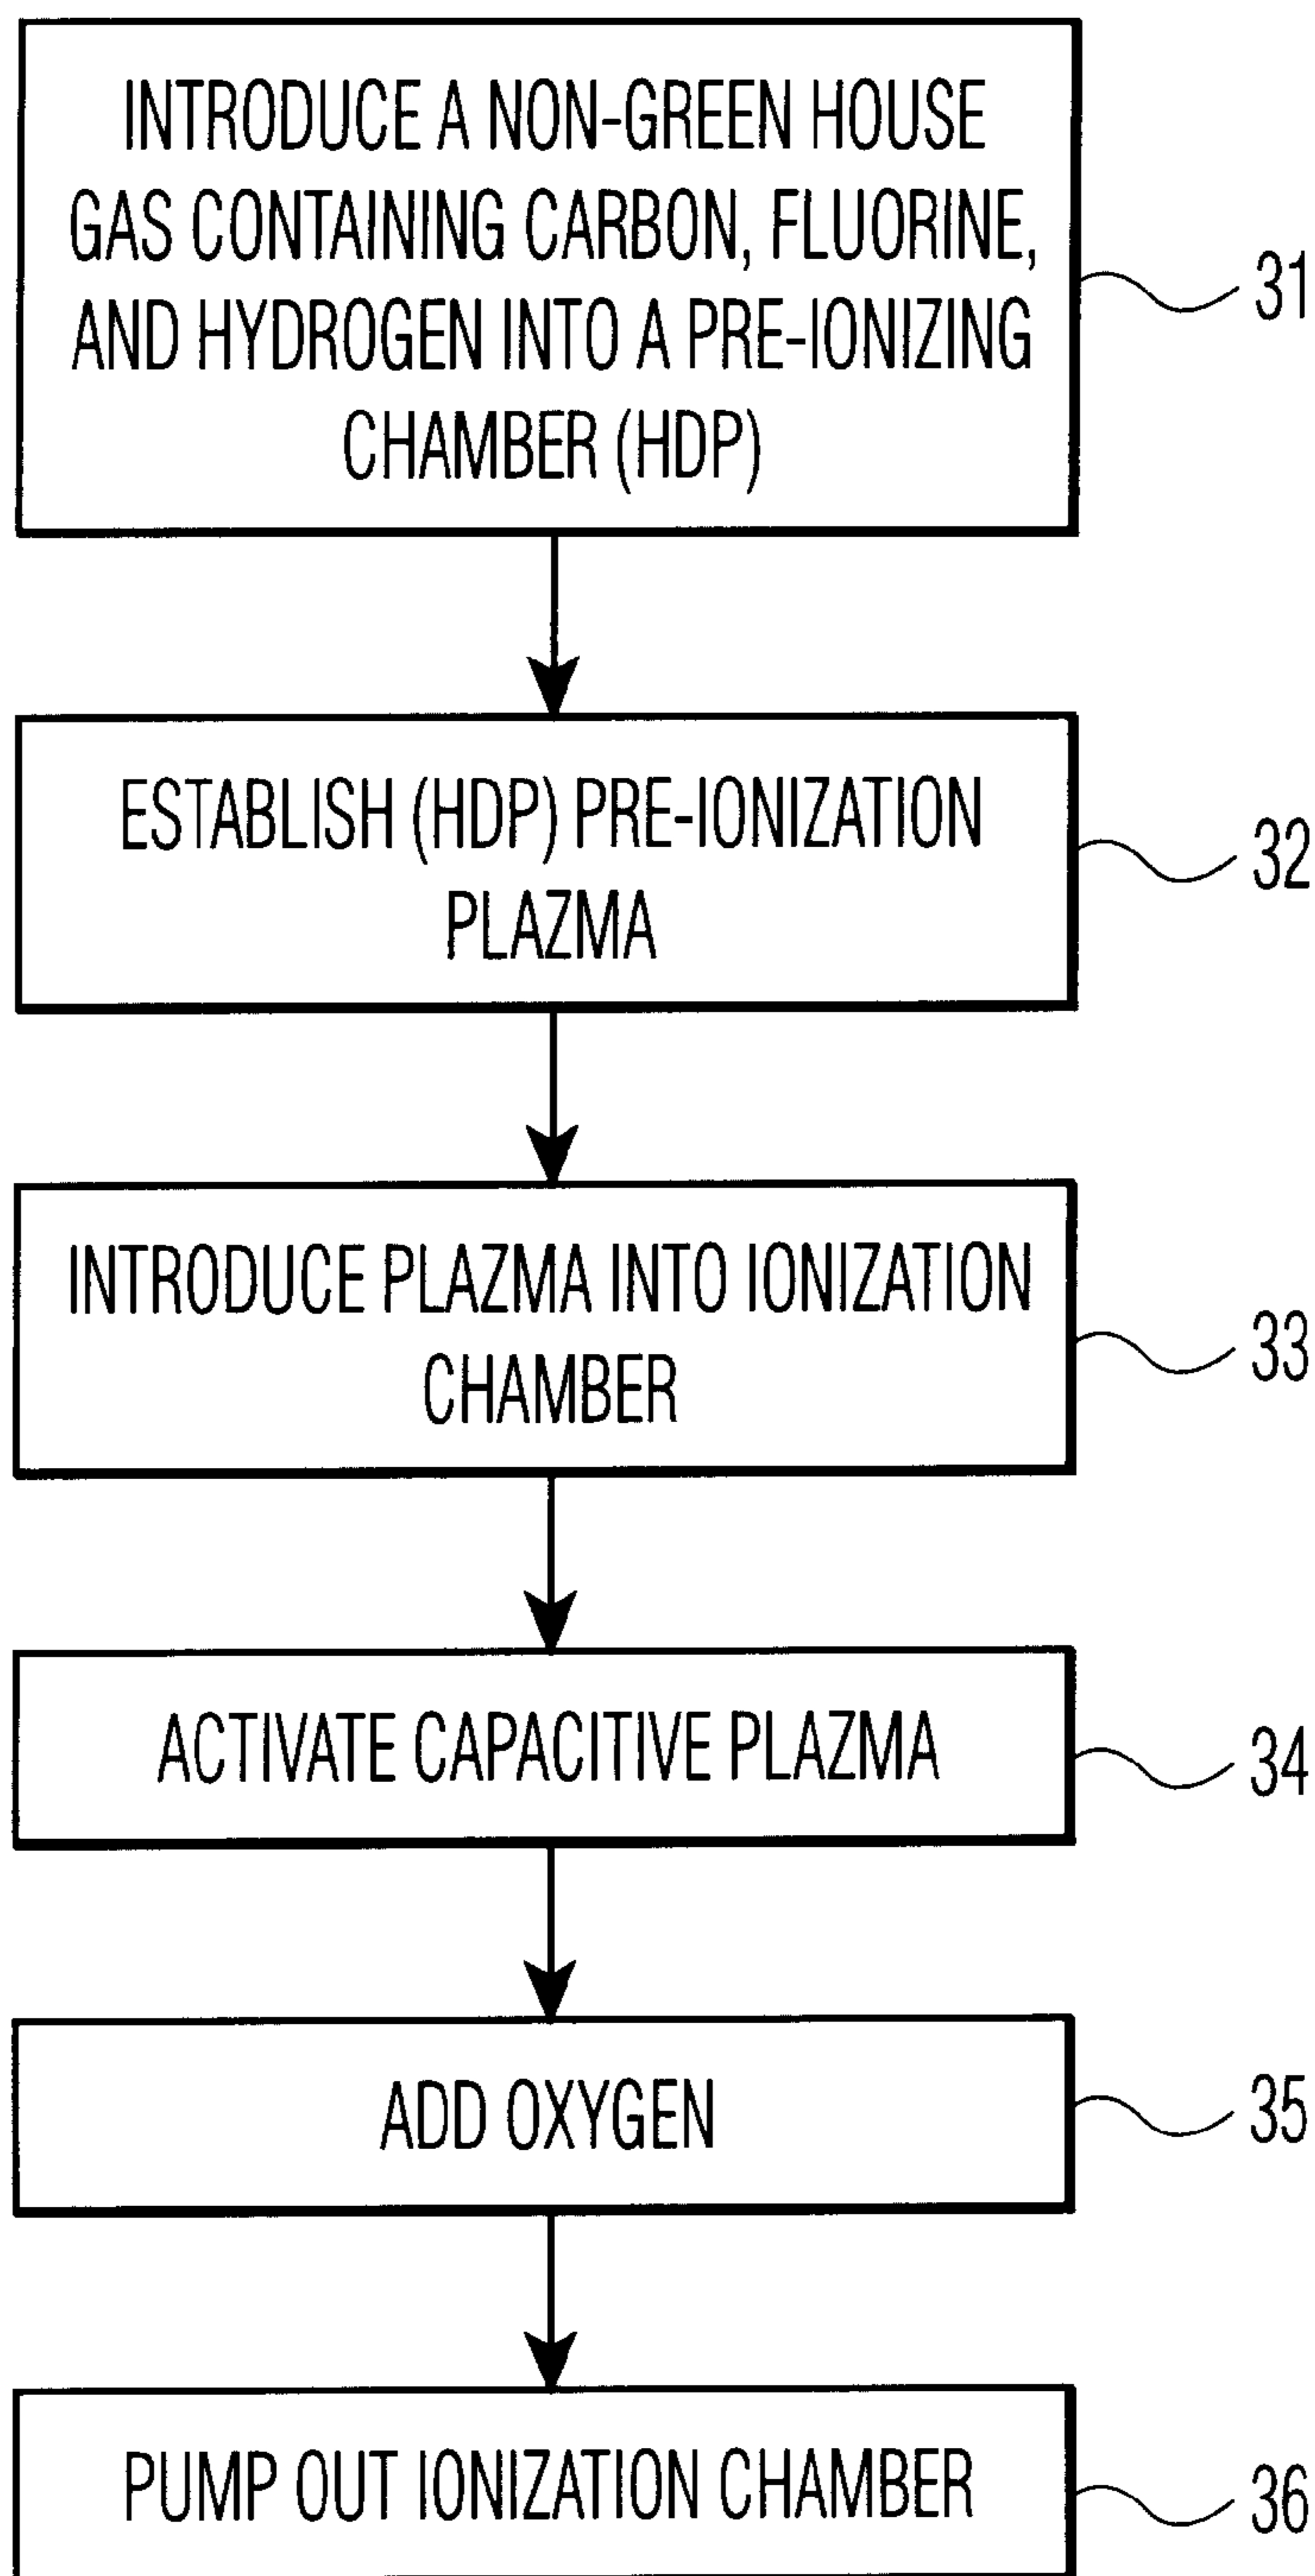 INTRODUCE A NON-GREEN HOUSE
GAS CONTAINING CARBON, FLUORINE,
AND HYDROGEN INTO A PRE-IONIZING
CHAMBER (HDP)
31
ESTABLISH (HDP) PRE-IONIZATION
PLAZMA
32
INTRODUCE PLAZMA INTO IONIZATION
CHAMBER
33
ACTIVATE CAPACITIVE PLAZMA
34
ADD OXYGEN
35
PUMP OUT IONIZATION CHAMBER
36